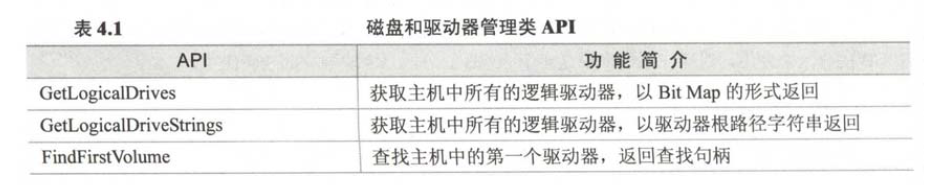 表 4.1 磁盘和驱动器管理类 API
API 功 能 简 介
GetLogicalDrives 获取主机中所有的逻辑驱动器，以 Bit Map 的形式返回
GetLogicalDriveStrings 获取主机中所有的逻辑驱动器，以驱动器根路径字符串返回
FindFirstVolume 查找主机中的第一个驱动器，返回查找句柄